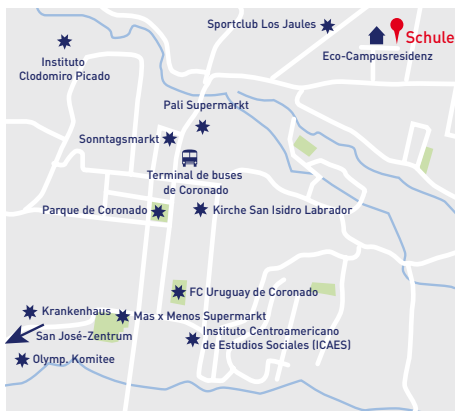 Sportclub Los Jaules
Schule
Eco-Campusresidenz
Instituto
Clodomiro Picado
Pali Supermarkt
Sonntagsmarkt
Terminal de buses
de Coronado
Parque de Coronado
Kirche San Isidro Labrador
FC Uruguay de Coronado
Krankenhaus
Mas x Menos Supermarkt
San José-Zentrum
Instituto Centroamericano
de Estudios Sociales (ICAES)
Olymp. Komitee